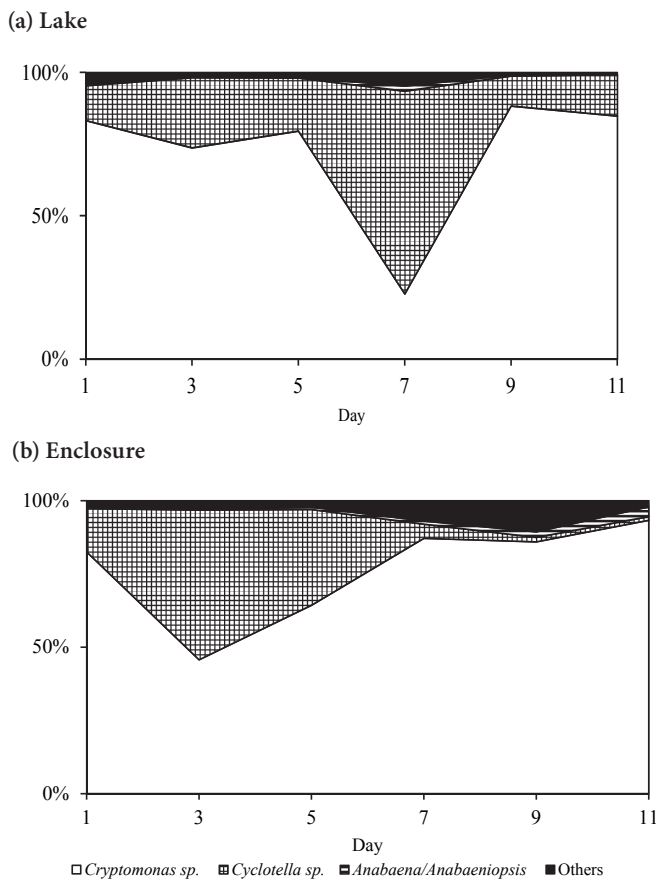 (a) Lake
100%
50%
0%
1 3 5 7 9 11
Day
(b) Enclosure
100%
50%
0%
1 3 5 7 9 11
Day
Cryptomonas sp. Cyclotella sp. Anabaena/Anabaeniopsis Others